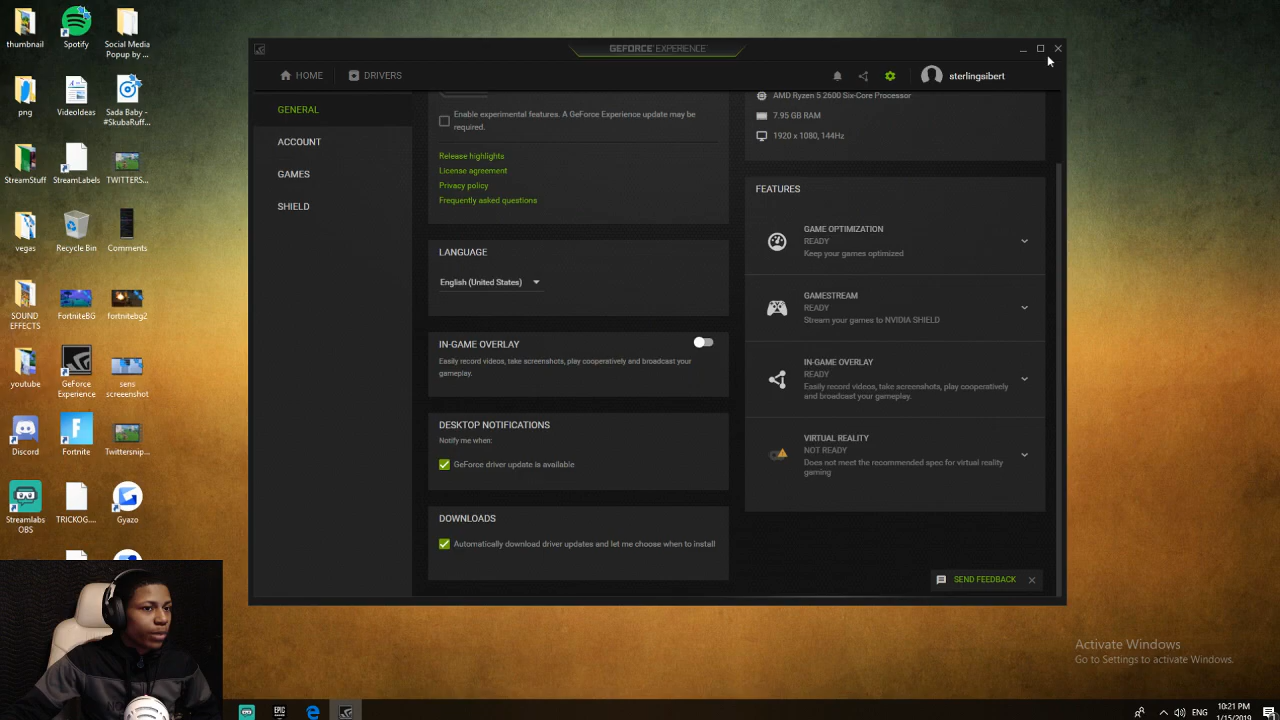 thumbnail
Spotify
Social Media
Popup by ...
png
VideoIdeas
Sada Baby -
#SkubaRuff...
StreamStuff
StreamLabels
TWITTERS...
vegas
Recycle Bin
Comments
SOUND
EFFECTS
FortniteBG
fortnitebg2
youtube
GeForce
Experience
sens
screeenshot
Discord
Fortnite
Twittersnip...
Streamlabs
OBS
TRICKOG....
Gyazo
GEFORCE EXPERIENCE
HOME
DRIVERS
sterlingsibert
GENERAL
ACCOUNT
GAMES
SHIELD
Enable experimental features. A GeForce Experience update may be
required.
Release highlights
License agreement
Privacy policy
Frequently asked questions
LANGUAGE
English (United States)
IN-GAME OVERLAY
Easily record videos, take screenshots, play cooperatively and broadcast your
gameplay.
DESKTOP NOTIFICATIONS
Notify me when:
GeForce driver update is available
DOWNLOADS
Automatically download driver updates and let me choose when to install
AMD Ryzen 5 2600 Six-Core Processor
7.95 GB RAM
1920 x 1080, 144Hz
FEATURES
GAME OPTIMIZATION
READY
Keep your games optimized
GAMESTREAM
READY
Stream your games to NVIDIA SHIELD
IN-GAME OVERLAY
READY
Easily record videos, take screenshots, play cooperatively
and broadcast your gameplay.
VIRTUAL REALITY
NOT READY
Does not meet the recommended spec for virtual reality
gaming
SEND FEEDBACK
Activate Windows
Go to Settings to activate Windows.
EPIC
ENG
10:21 PM
1/15/2019